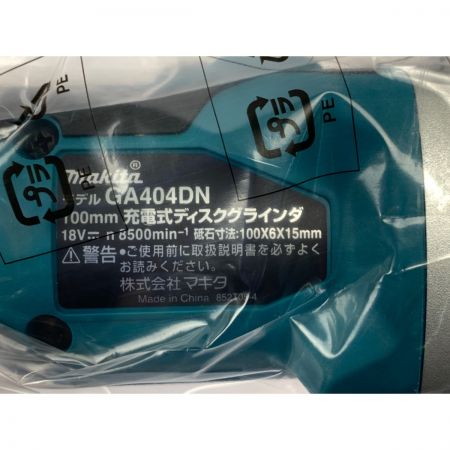 PE
プラ
PE
プラ
PE
makita®
モデル GA404DN
100mm 充電式ディスクグラインダ
18V⎓ n 8500min⁻¹ 砥石寸法:100X6X15mm
⚠警告 •ご使用前に取扱説明書を必ずよく
お読みください。
株式会社 マキタ
Made in China